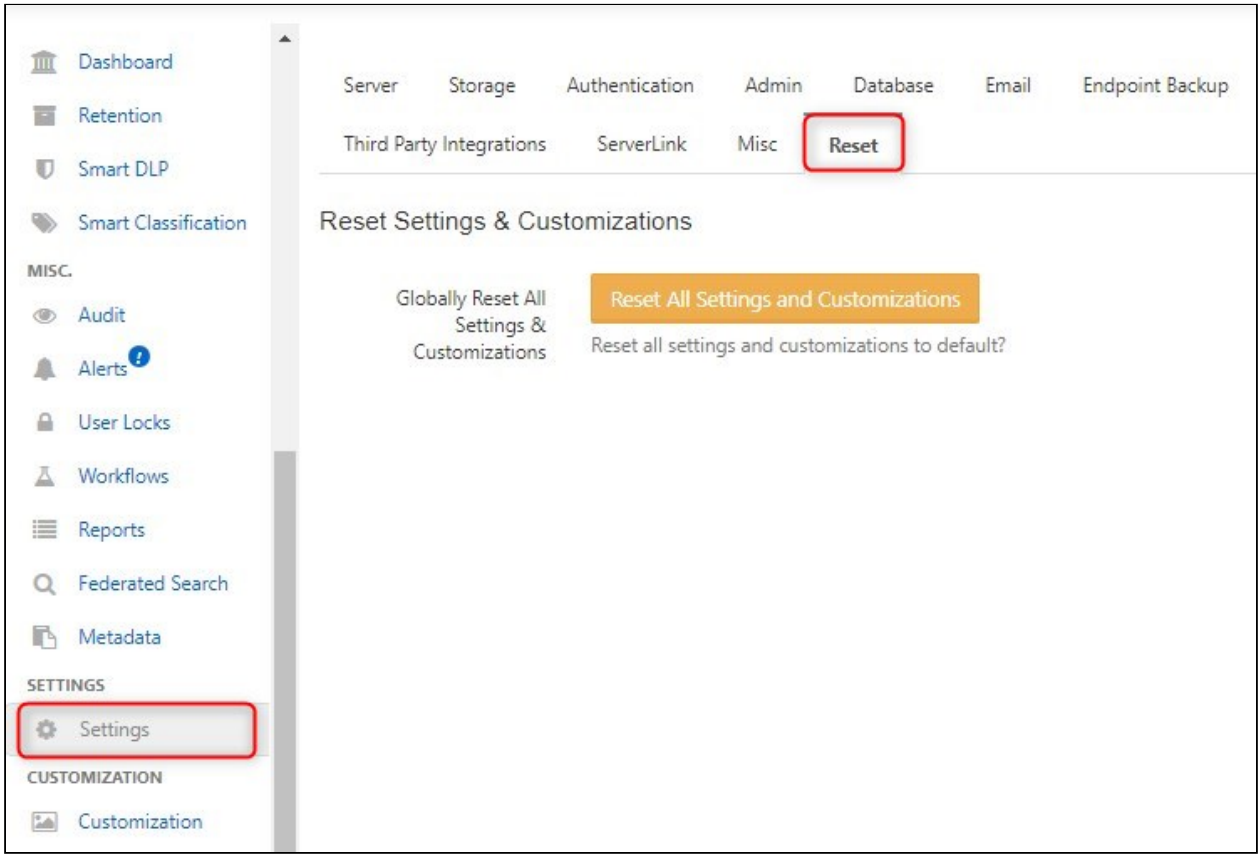 Dashboard
Retention
Smart DLP
Smart Classification
MISC.
Audit
Alerts !
User Locks
Workflows
Reports
Federated Search
Metadata
SETTINGS
Settings
CUSTOMIZATION
Customization
Server Storage Authentication Admin Database Email Endpoint Backup
Third Party Integrations ServerLink Misc Reset
Reset Settings & Customizations
Globally Reset All
Settings &
Customizations
Reset All Settings and Customizations
Reset all settings and customizations to default?